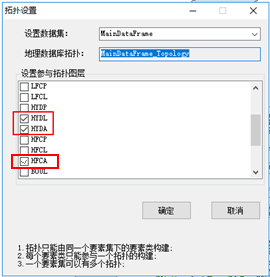 拓扑设置
设置数据集: MainDataFrame
地理数据库拓扑: MainDataFrame_Topology
设置参与拓扑图层
LFCP
LFCL
HYDP
HYDL
HYDA
HFCP
HFCL
HFCA
BOUL
确定 取消
1.拓扑只能由同一个要素集下的要素类构建;
2.每个要素类只能参与一个拓扑的构建;
3.一个要素集可以有多个拓扑;